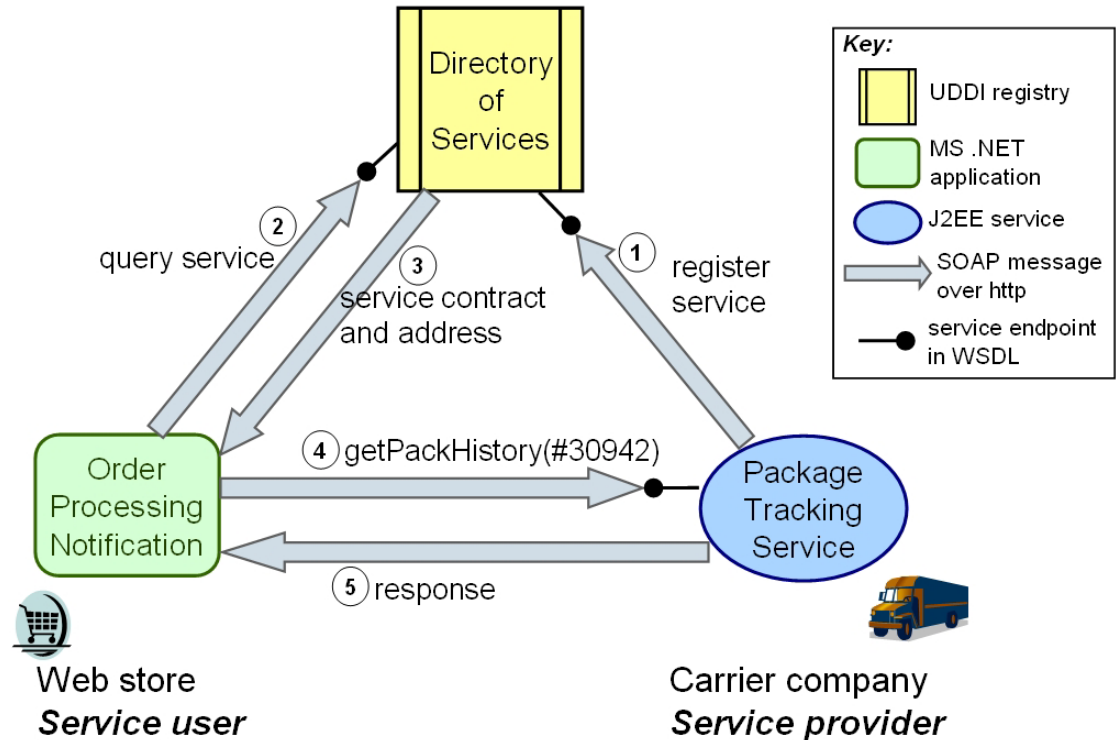 Directory
of
Services
Key:
UDDI registry
MS .NET
application
J2EE service
SOAP message
over http
service endpoint
in WSDL
1
register
service
2
query service
3
service contract
and address
4
getPackHistory(#30942)
Order
Processing
Notification
Package
Tracking
Service
5
response
Web store
Service user
Carrier company
Service provider